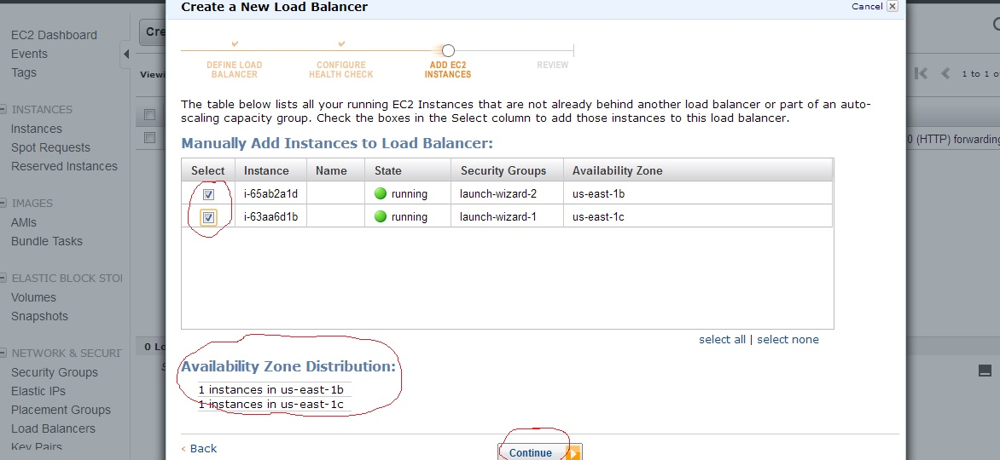 Create a New Load Balancer
Cancel
EC2 Dashboard
Events
Tags
INSTANCES
Instances
Spot Requests
Reserved Instances
IMAGES
AMIs
Bundle Tasks
ELASTIC BLOCK STO
Volumes
Snapshots
NETWORK & SECURI
Security Groups
Elastic IPs
Placement Groups
Load Balancers
Key Pairs
Cre
Viewi
0 Lo
DEFINE LOAD
BALANCER
CONFIGURE
HEALTH CHECK
ADD EC2
INSTANCES
REVIEW
The table below lists all your running EC2 Instances that are not already behind another load balancer or part of an auto-
scaling capacity group. Check the boxes in the Select column to add those instances to this load balancer.
Manually Add Instances to Load Balancer:
Select Instance Name State Security Groups Availability Zone
i-65ab2a1d running launch-wizard-2 us-east-1b
i-63aa6d1b running launch-wizard-1 us-east-1c
select all | select none
Availability Zone Distribution:
1 instances in us-east-1b
1 instances in us-east-1c
< Back
Continue
1 to 1 o
0 (HTTP) forwarding